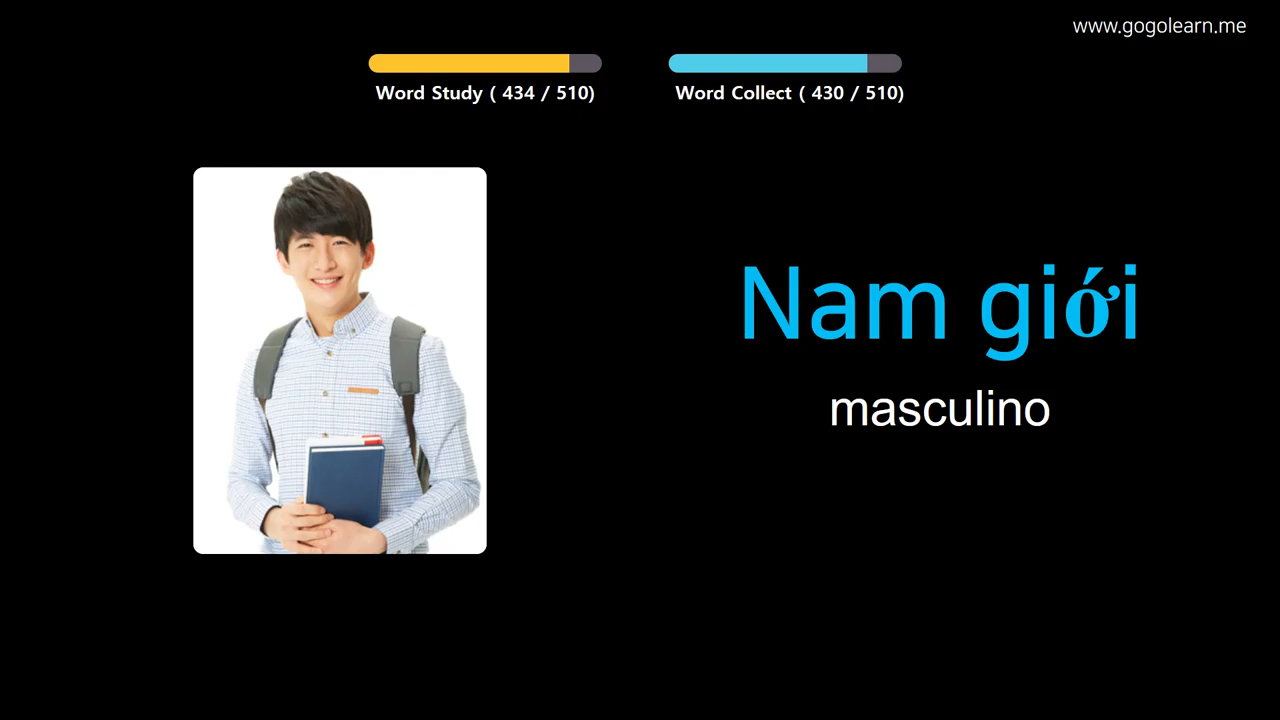 www.gogolearn.me
Word Study ( 434 / 510)
Word Collect ( 430 / 510)
Nam giới
masculino